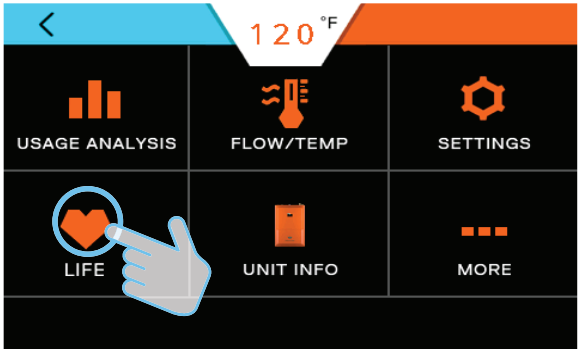 120 °F
USAGE ANALYSIS
FLOW/TEMP
SETTINGS
LIFE
UNIT INFO
MORE